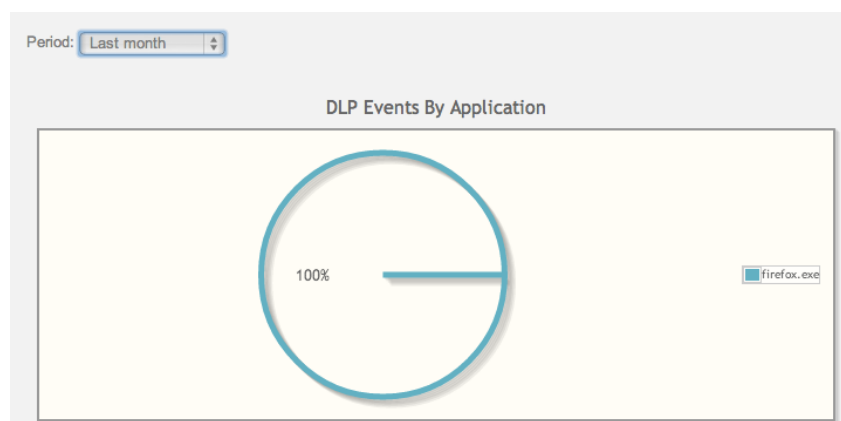 Period: Last month
DLP Events By Application
100%
firefox.exe